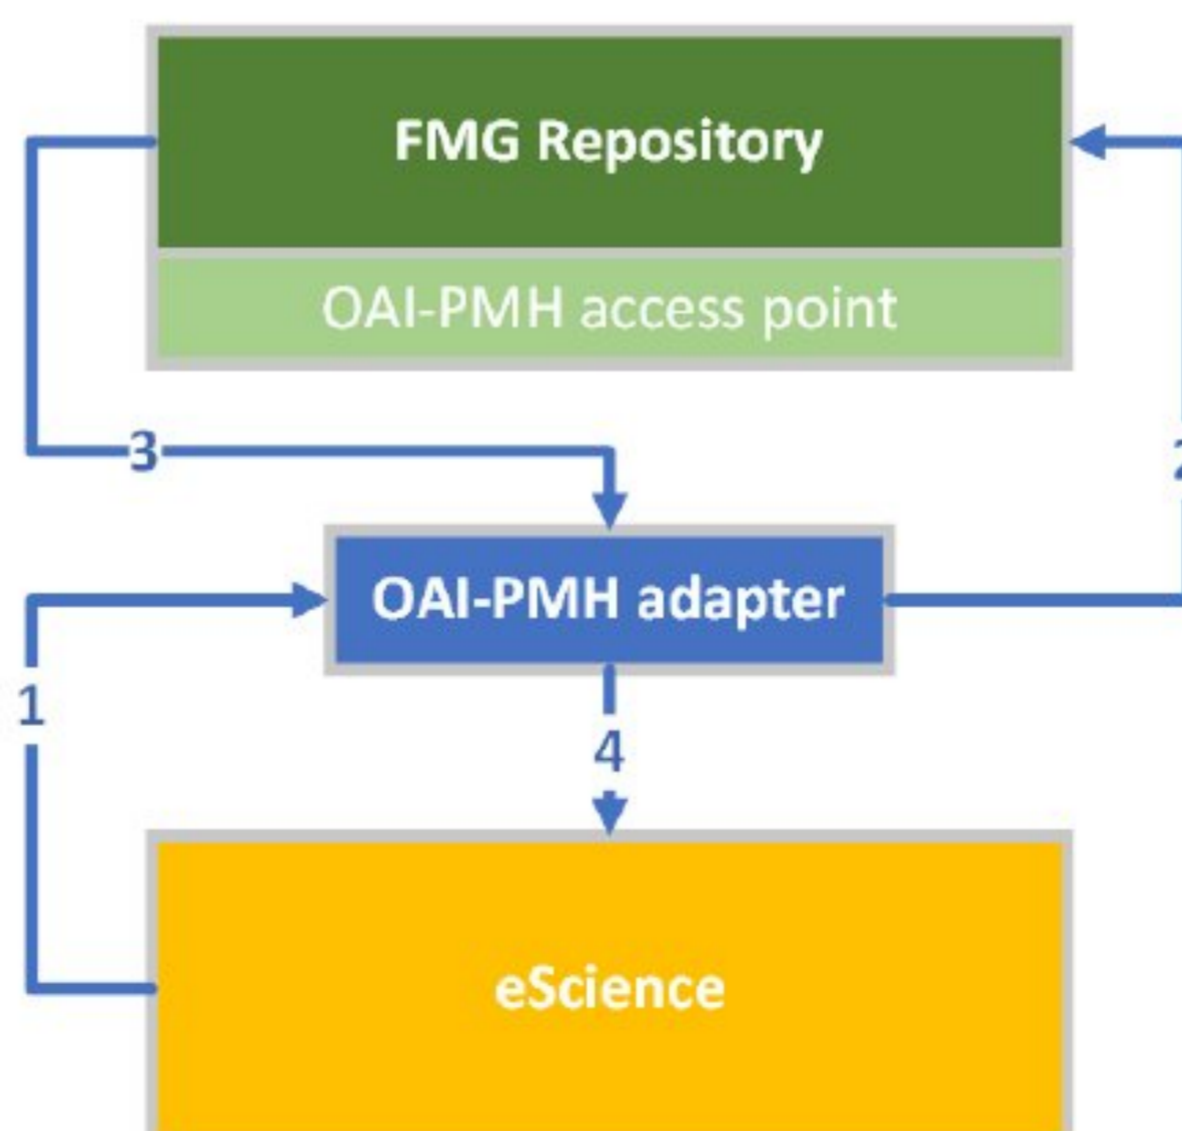 FMG Repository
OAI-PMH access point
3
OAI-PMH adapter
1
4
eScience